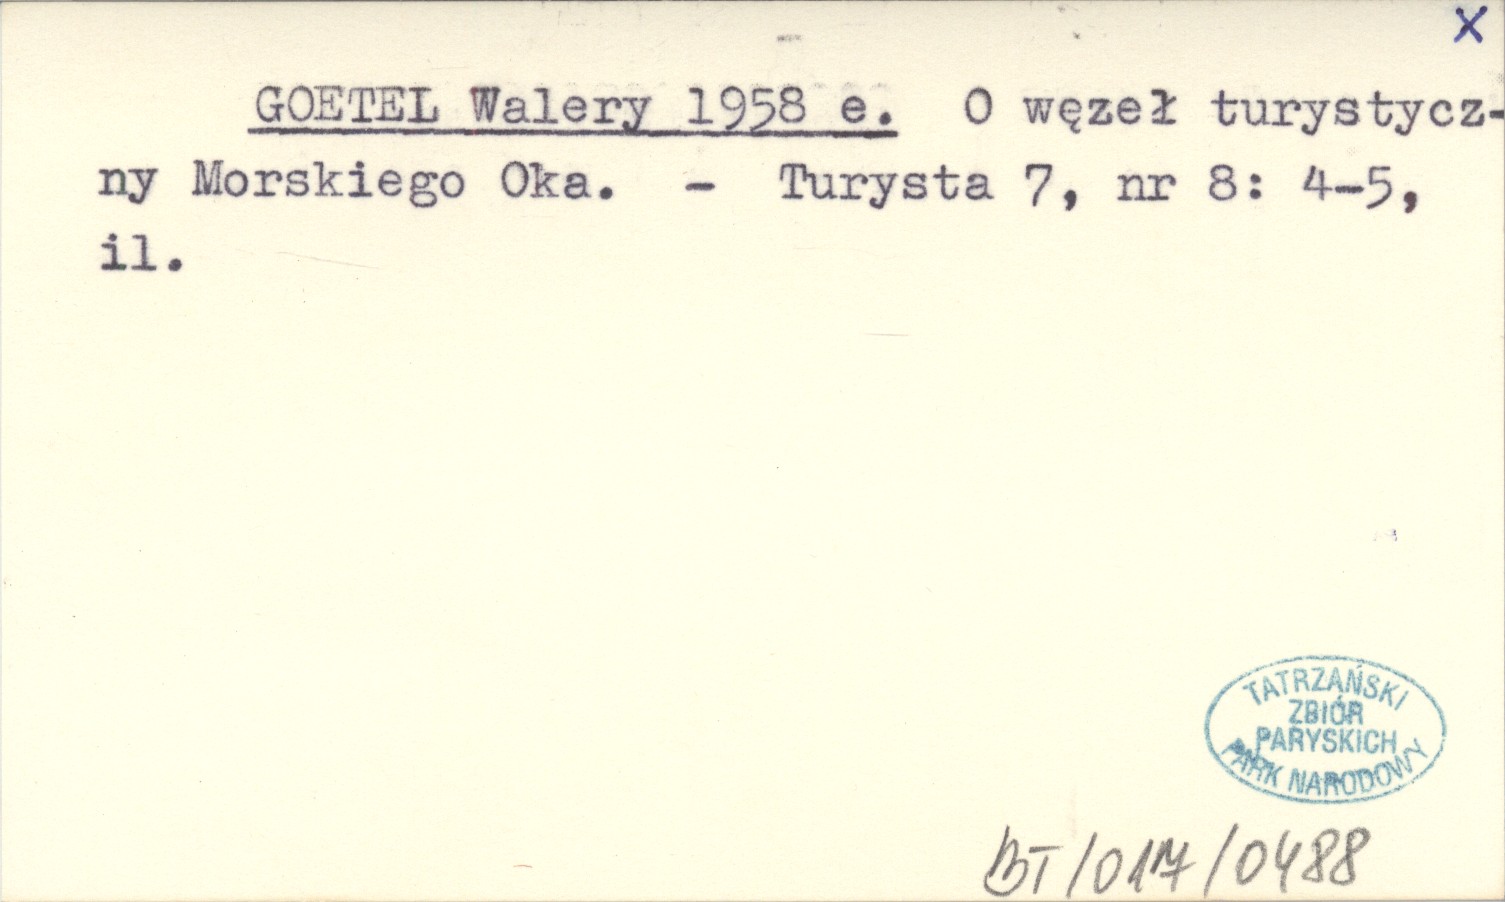 x
GOETEL Walery 1958 e. O węzeł turystycz-
ny Morskiego Oka. - Turysta 7, nr 8: 4-5,
il.
TATRZAŃSKI
ZBIÓR
PARYSKICH
PARK NARODOWY
BT/017/0488